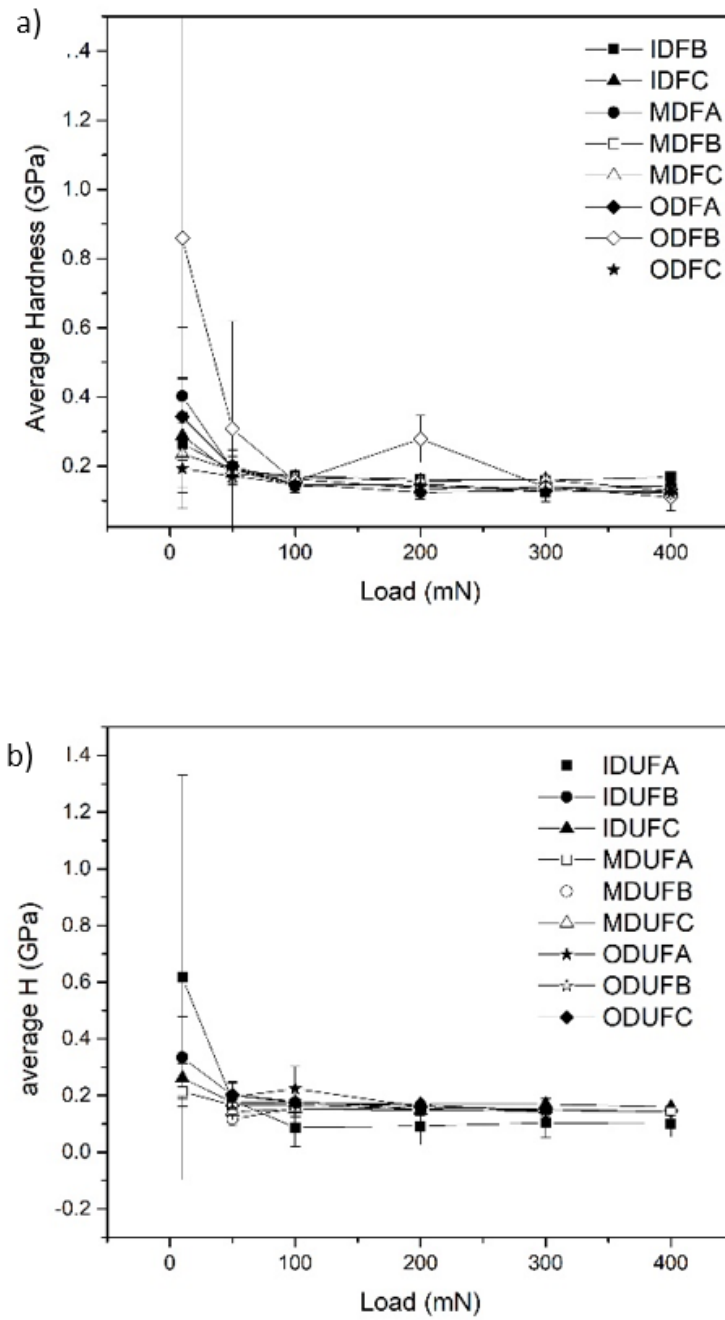 a)
Average Hardness (GPa)
1.4
1.2
1.0
0.8
0.6
0.4
0.2
0
100
200
300
400
Load (mN)
IDFB
IDFC
MDFA
MDFB
MDFC
ODFA
ODFB
ODFC
b)
average H (GPa)
1.4
1.2
1.0
0.8
0.6
0.4
0.2
0.0
-0.2
0
100
200
300
400
Load (mN)
IDUFA
IDUFB
IDUFC
MDUFA
MDUFB
MDUFC
ODUFA
ODUFB
ODUFC